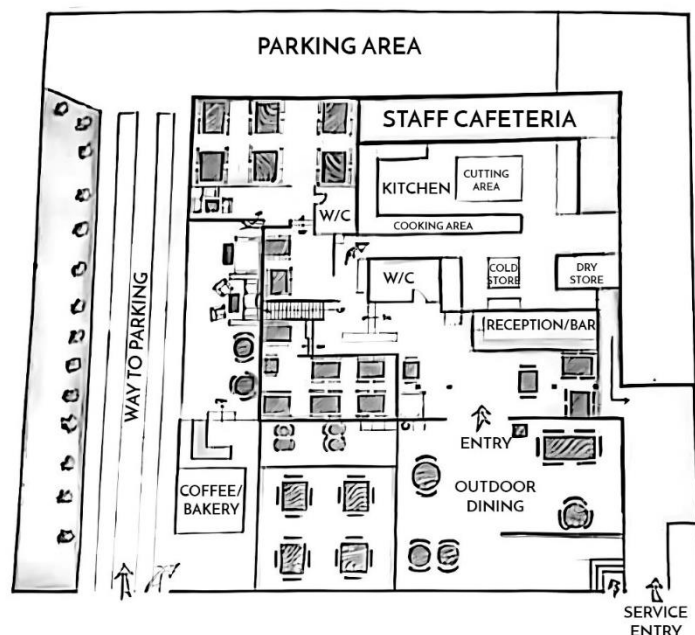 PARKING AREA
STAFF CAFETERIA
KITCHEN
CUTTING
AREA
W/C
COOKING AREA
W/C
COLD
STORE
DRY
STORE
WAY TO PARKING
RECEPTION/BAR
ENTRY
COFFEE/
BAKERY
OUTDOOR
DINING
SERVICE
ENTRY